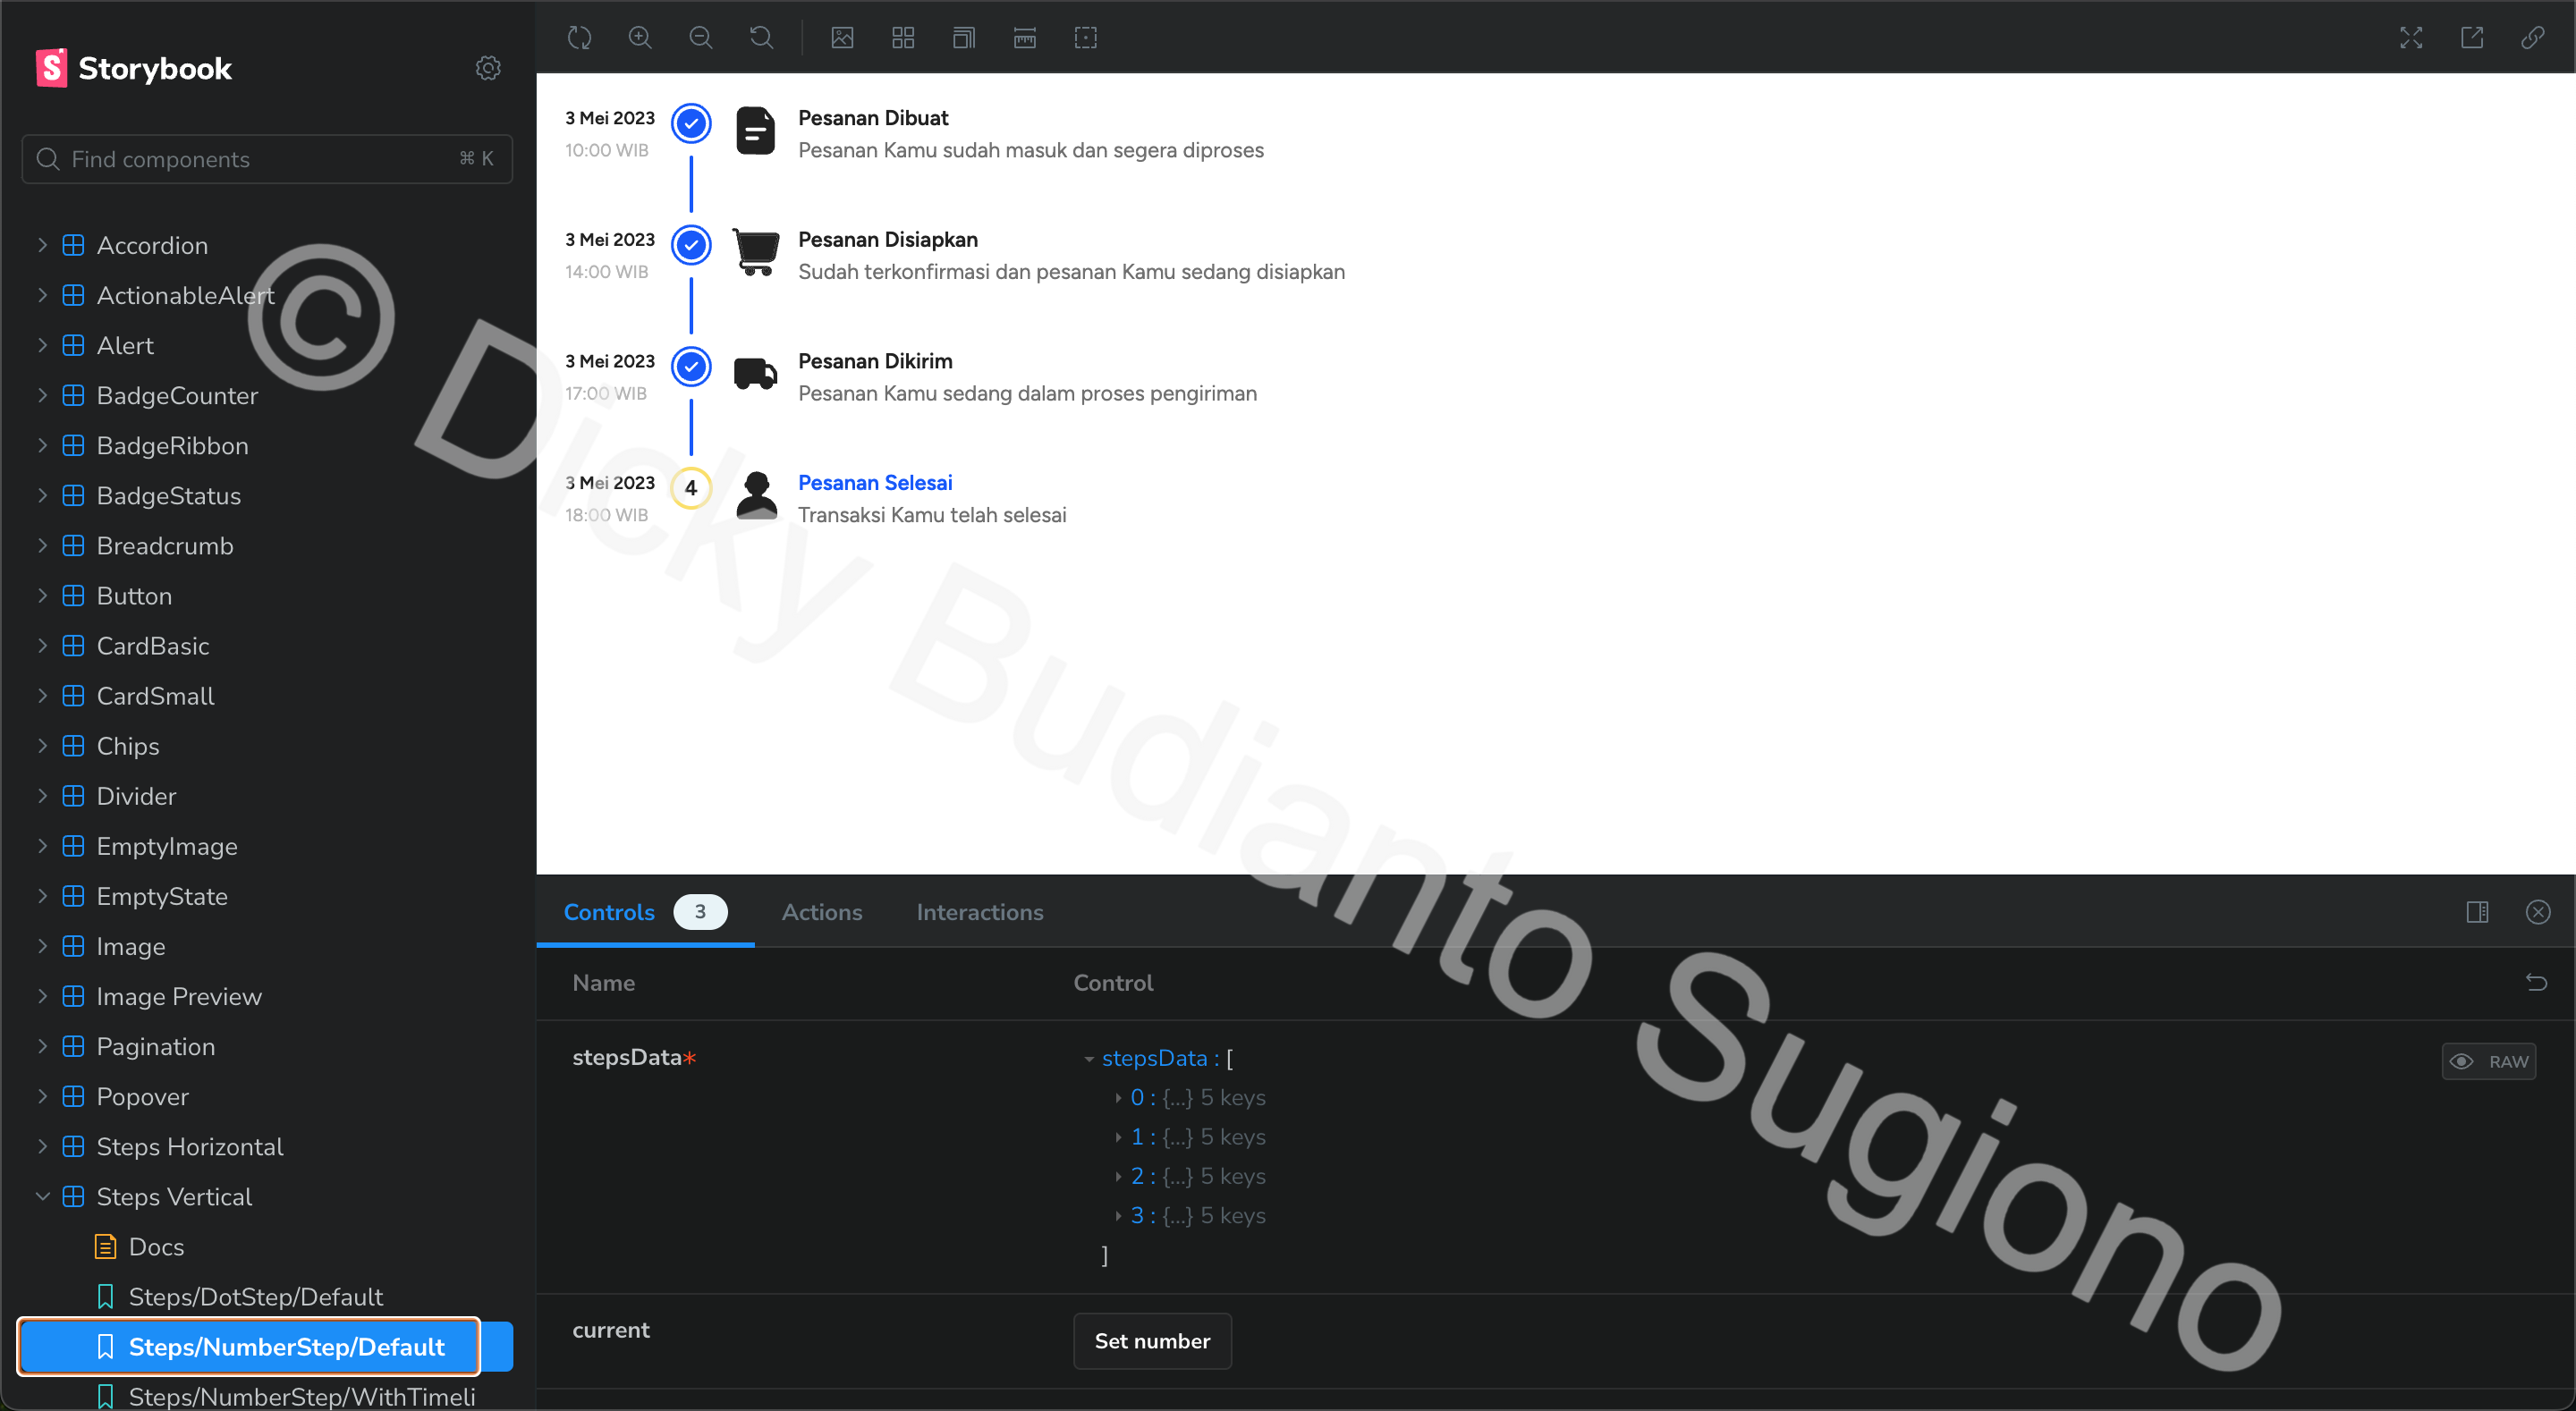 Storybook
Find components
⌘ K
Accordion
ActionableAlert
Alert
BadgeCounter
BadgeRibbon
BadgeStatus
Breadcrumb
Button
CardBasic
CardSmall
Chips
Divider
EmptyImage
EmptyState
Image
Image Preview
Pagination
Popover
Steps Horizontal
Steps Vertical
Docs
Steps/DotStep/Default
Steps/NumberStep/Default
Steps/NumberStep/WithTimeli
3 Mei 2023
10:00 WIB
Pesanan Dibuat
Pesanan Kamu sudah masuk dan segera diproses
3 Mei 2023
14:00 WIB
Pesanan Disiapkan
Sudah terkonfirmasi dan pesanan Kamu sedang disiapkan
3 Mei 2023
17:00 WIB
Pesanan Dikirim
Pesanan Kamu sedang dalam proses pengiriman
3 Mei 2023
18:00 WIB
4
Pesanan Selesai
Transaksi Kamu telah selesai
Controls 3 Actions Interactions
Name Control
stepsData*
stepsData : [
0 : {...} 5 keys
1 : {...} 5 keys
2 : {...} 5 keys
3 : {...} 5 keys
]
RAW
current
Set number
© Dicky Budianto Sugiono